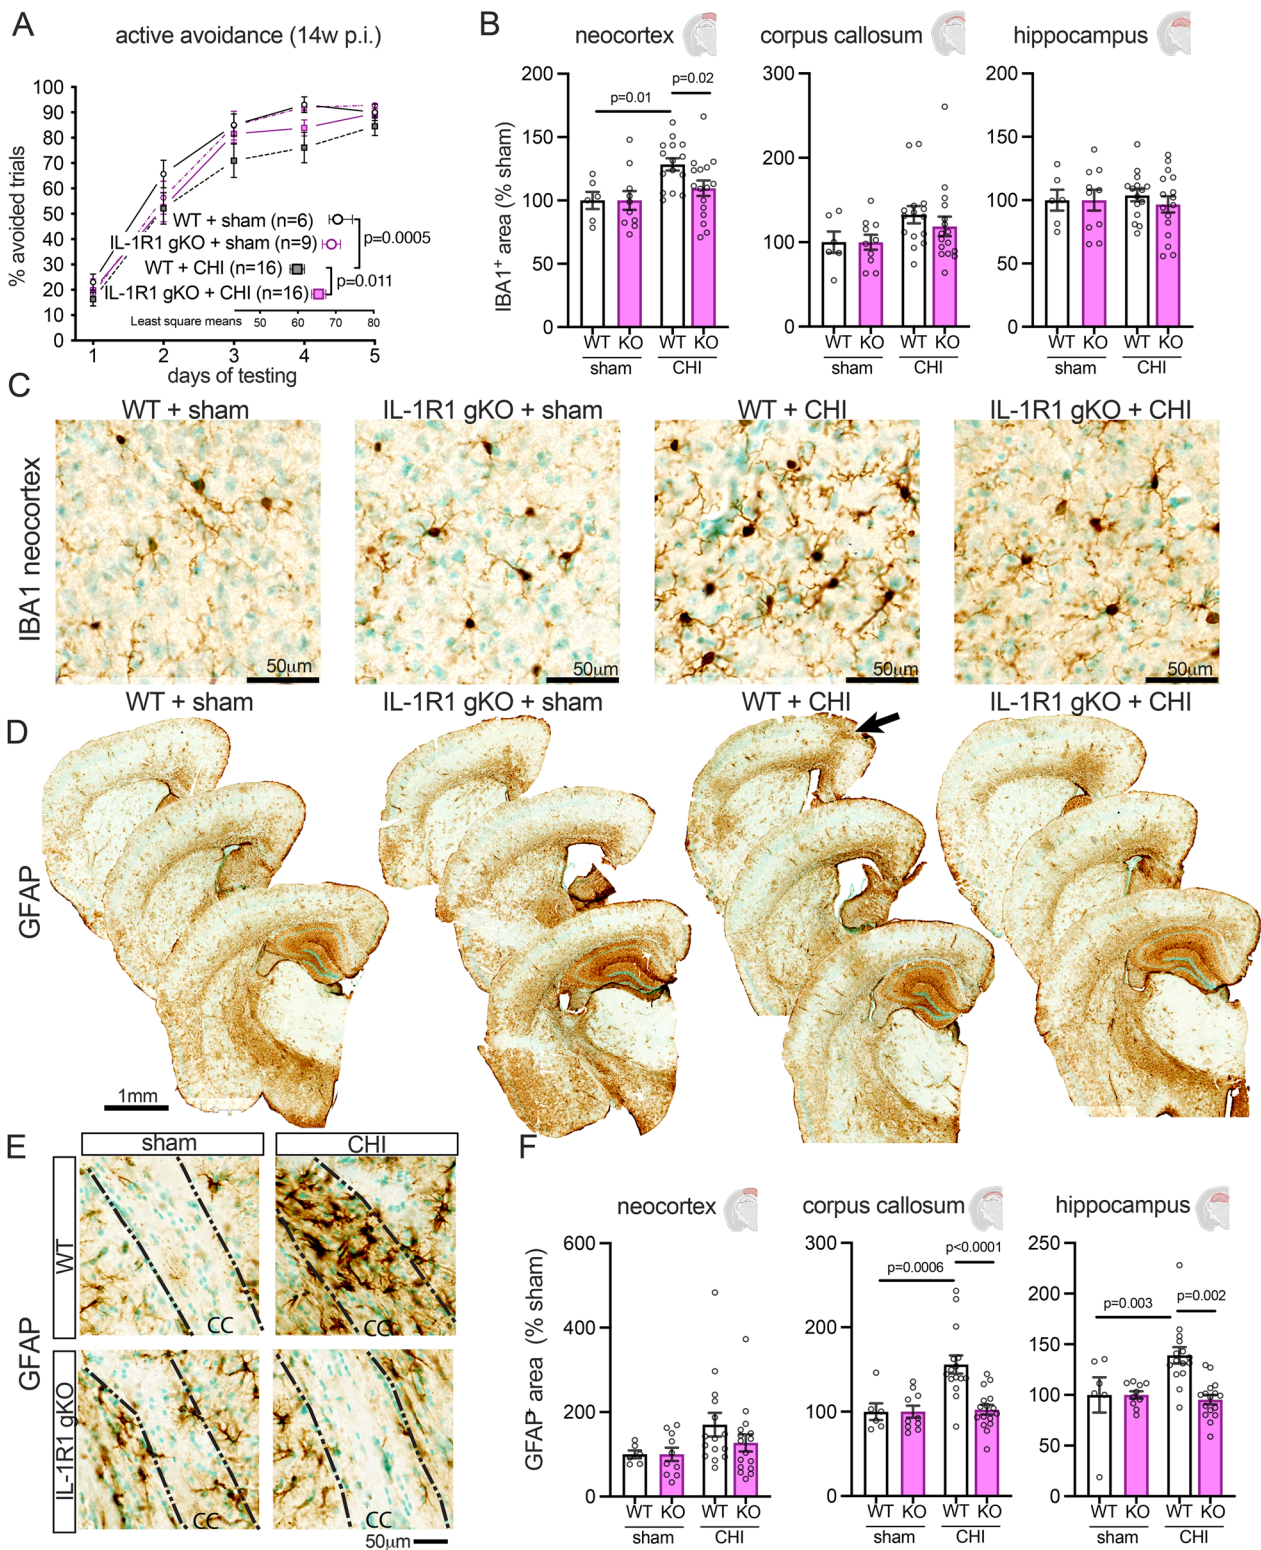 A
active avoidance (14w p.i.)
% avoided trials
100
90
80
70
60
50
40
30
20
10
0
WT + sham (n=6)
IL-1R1 gKO + sham (n=9)
WT + CHI (n=16)
IL-1R1 gKO + CHI (n=16)
p=0.0005
p=0.011
Least square means
50 60 70 80
1 2 3 4 5
days of testing
B
neocortex
corpus callosum
hippocampus
IBA1+ area (% sham)
200
150
100
50
0
p=0.01
p=0.02
WT KO WT KO
sham CHI
300
200
100
0
WT KO WT KO
sham CHI
200
150
100
50
0
WT KO WT KO
sham CHI
C
WT + sham
IL-1R1 gKO + sham
WT + CHI
IL-1R1 gKO + CHI
IBA1 neocortex
50µm
50µm
50µm
50µm
D
WT + sham
IL-1R1 gKO + sham
WT + CHI
IL-1R1 gKO + CHI
GFAP
1mm
E
sham
CHI
GFAP
WT
IL-1R1 gKO
CC
CC
CC
CC
50µm
F
neocortex
corpus callosum
hippocampus
GFAP+ area (% sham)
600
400
200
0
WT KO WT KO
sham CHI
300
200
100
0
p=0.0006
p<0.0001
WT KO WT KO
sham CHI
250
200
150
100
50
0
p=0.003
p=0.002
WT KO WT KO
sham CHI